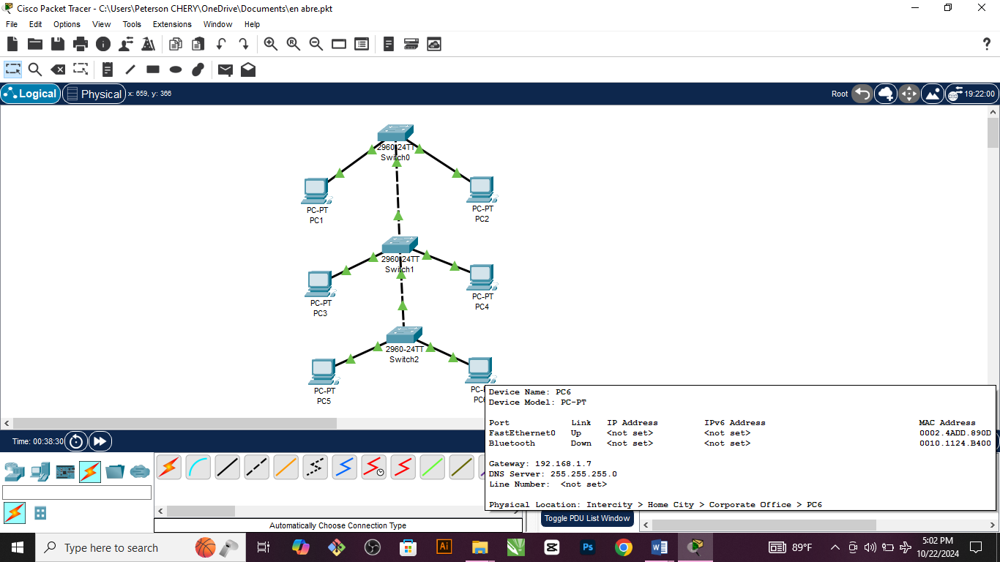 Cisco Packet Tracer - C:\Users\Peterson CHERY\OneDrive\Documents\en abre.pkt
File Edit Options View Tools Extensions Window Help
Logical Physical x: 659, y: 366 Root 19:22:00
2960-24TT
Switch0
PC-PT
PC1
PC-PT
PC2
2960-24TT
Switch1
PC-PT
PC3
PC-PT
PC4
2960-24TT
Switch2
PC-PT
PC5
Device Name: PC6
Device Model: PC-PT
Port Link IP Address IPv6 Address MAC Address
FastEthernet0 Up <not set> <not set> 0002.4ADD.890D
Bluetooth Down <not set> <not set> 0010.1124.B400
Gateway: 192.168.1.7
DNS Server: 255.255.255.0
Line Number: <not set>
Physical Location: Intercity > Home City > Corporate Office > PC6
Time: 00:38:30
Automatically Choose Connection Type
Toggle PDU List Window
Type here to search
89°F
5:02 PM
10/22/2024